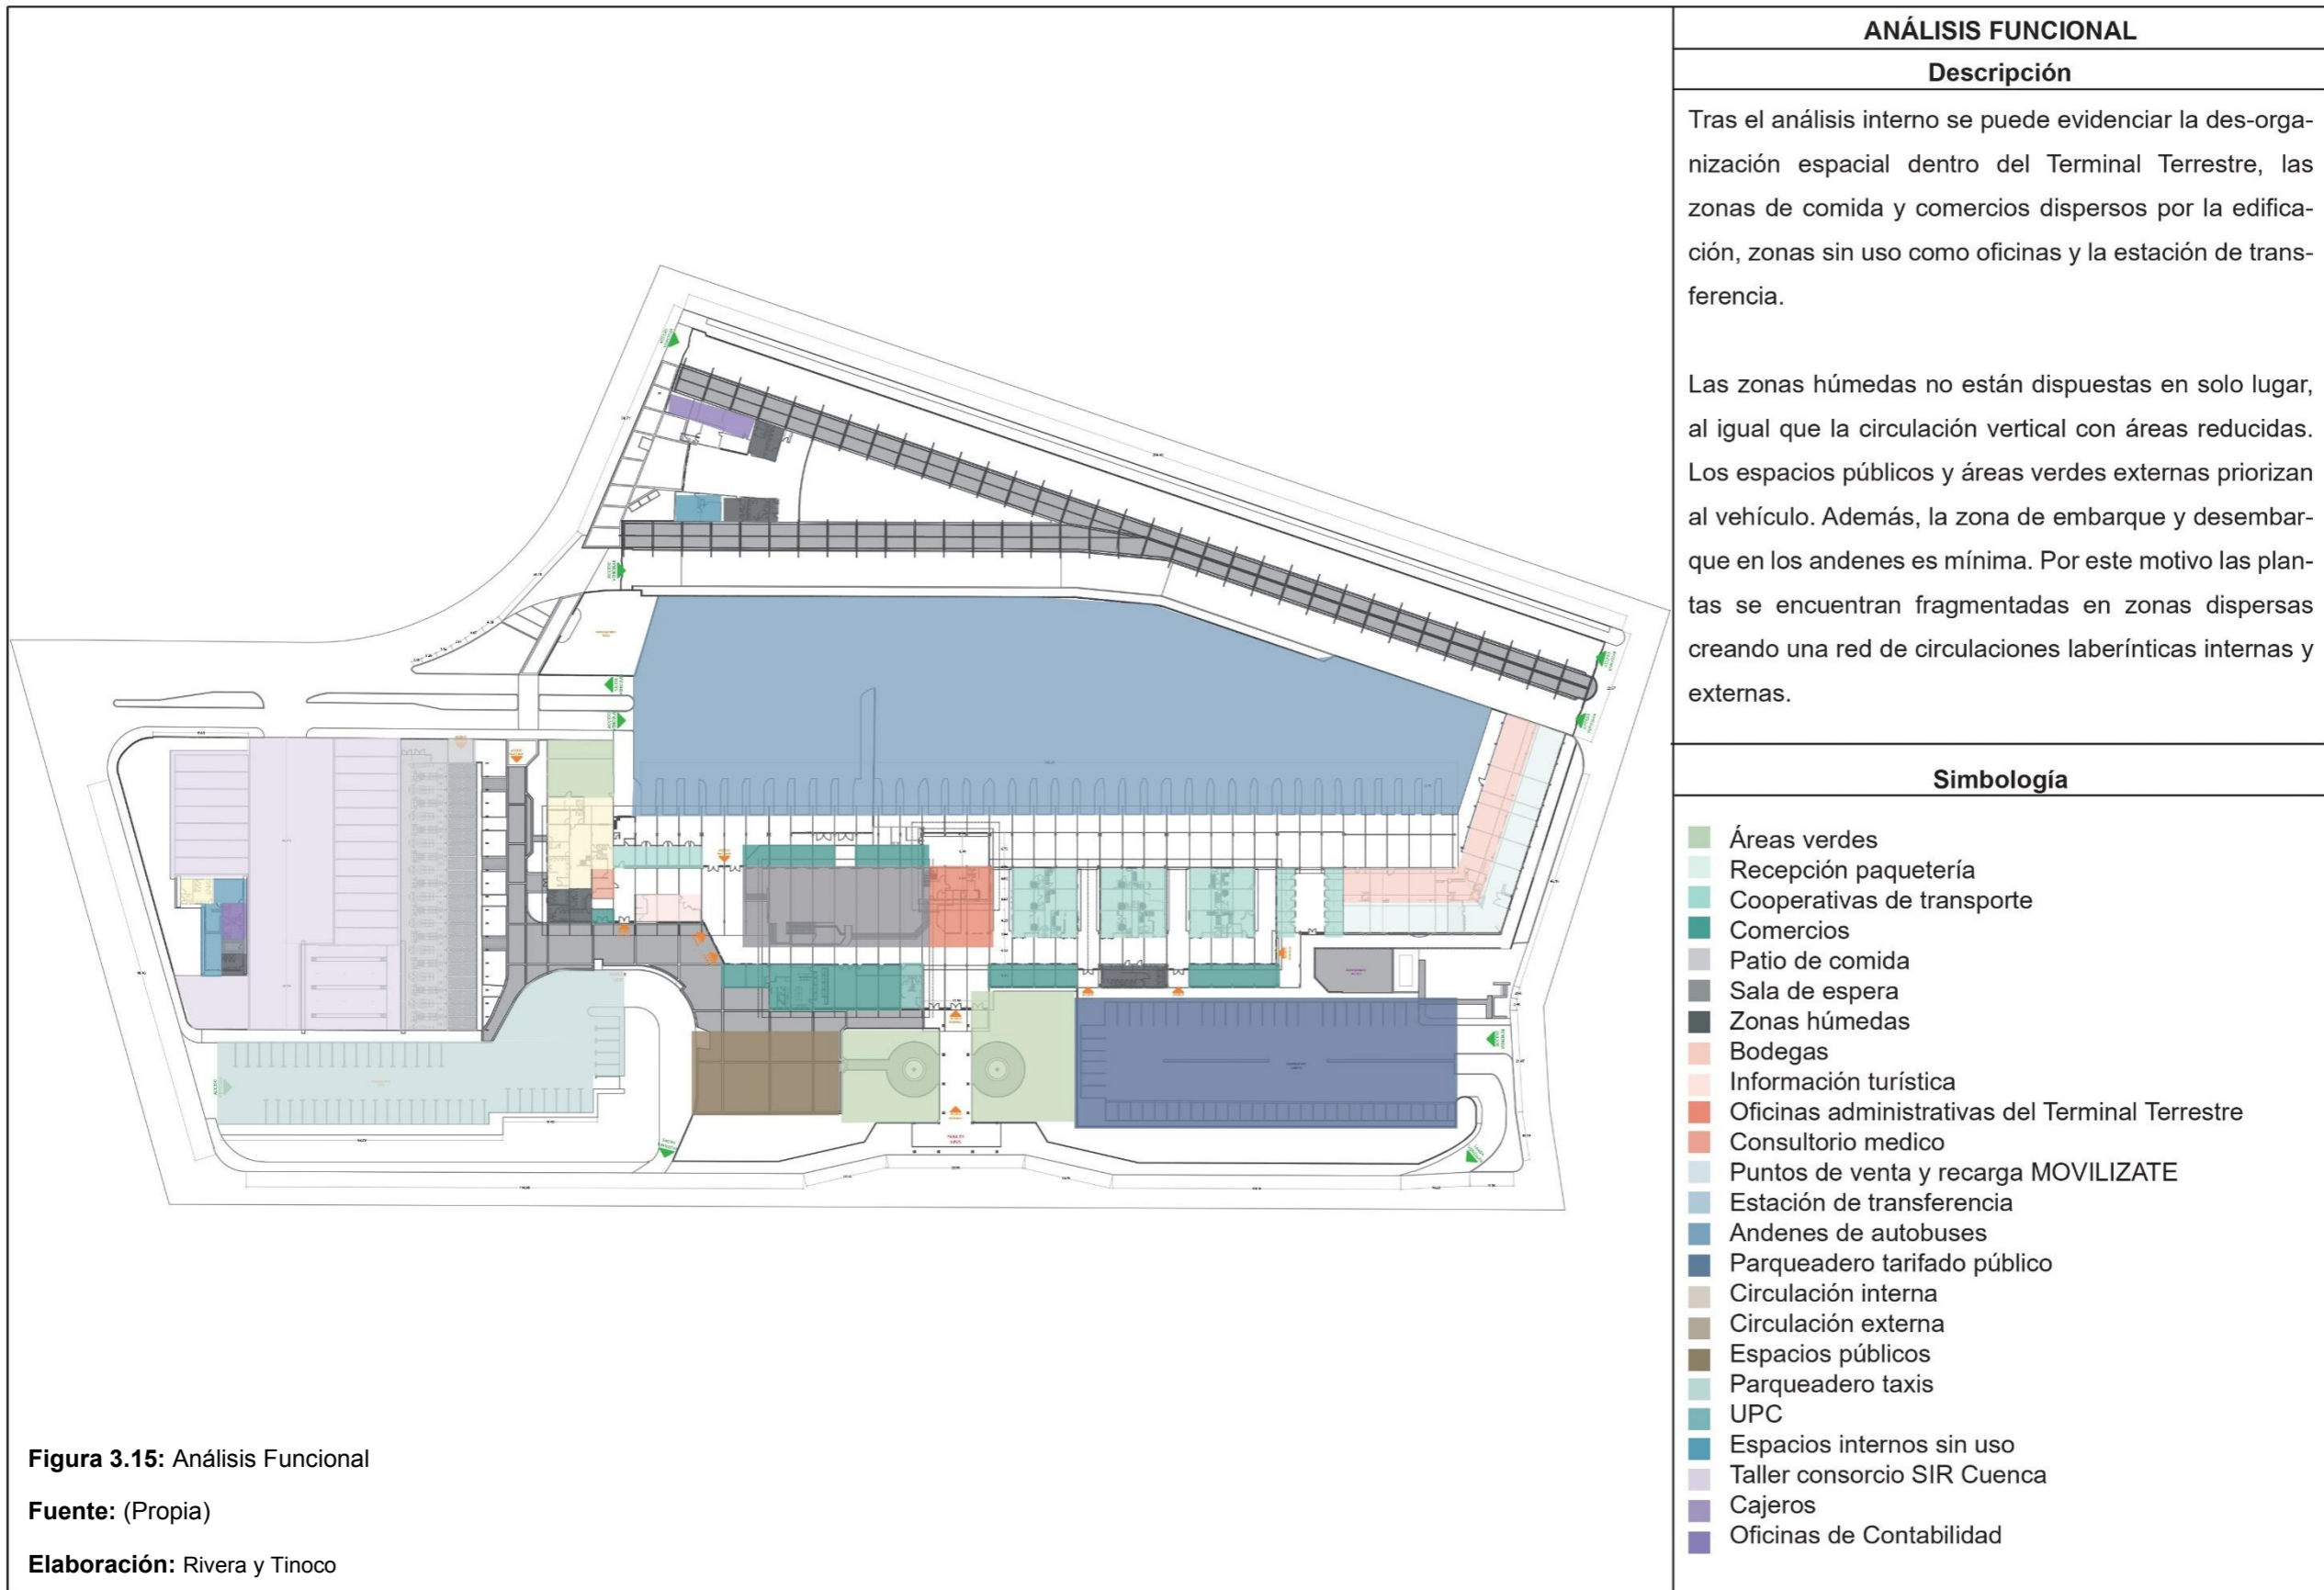 ANÁLISIS FUNCIONAL
Descripción
Tras el análisis interno se puede evidenciar la des-orga-
nización espacial dentro del Terminal Terrestre, las
zonas de comida y comercios dispersos por la edifica-
ción, zonas sin uso como oficinas y la estación de trans-
ferencia.
Las zonas húmedas no están dispuestas en solo lugar,
al igual que la circulación vertical con áreas reducidas.
Los espacios públicos y áreas verdes externas priorizan
al vehículo. Además, la zona de embarque y desembar-
que en los andenes es mínima. Por este motivo las plan-
tas se encuentran fragmentadas en zonas dispersas
creando una red de circulaciones laberínticas internas y
externas.
Simbología
Áreas verdes
Recepción paquetería
Cooperativas de transporte
Comercios
Patio de comida
Sala de espera
Zonas húmedas
Bodegas
Información turística
Oficinas administrativas del Terminal Terrestre
Consultorio medico
Puntos de venta y recarga MOVILIZATE
Estación de transferencia
Andenes de autobuses
Parqueadero tarifado público
Circulación interna
Circulación externa
Espacios públicos
Parqueadero taxis
UPC
Espacios internos sin uso
Taller consorcio SIR Cuenca
Cajeros
Oficinas de Contabilidad
Figura 3.15: Análisis Funcional
Fuente: (Propia)
Elaboración: Rivera y Tinoco